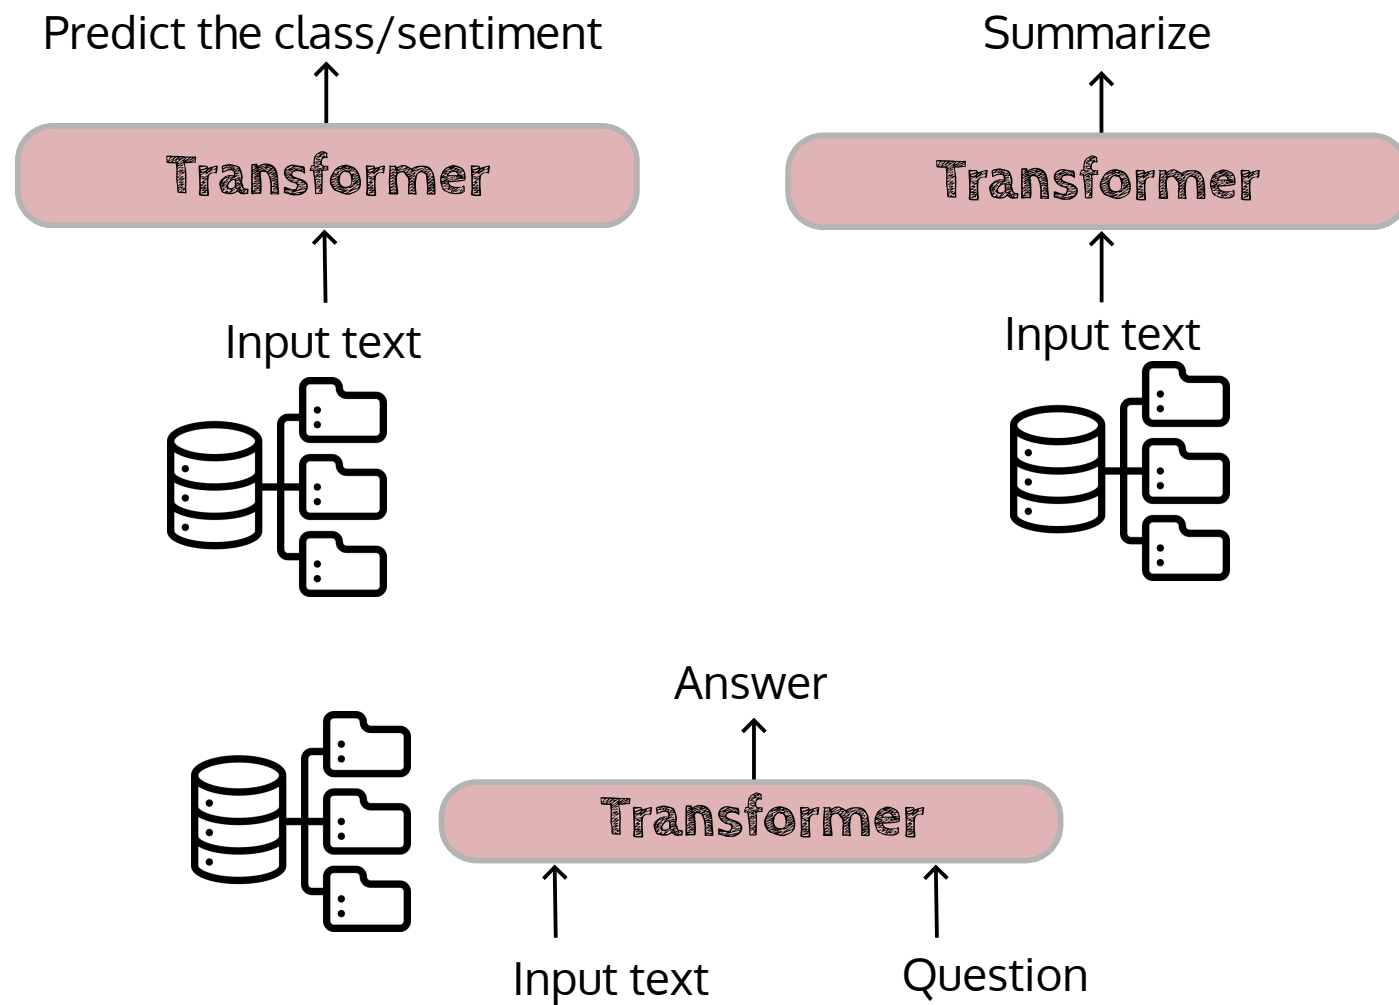 Predict the class/sentiment
Transformer
Input text
Summarize
Transformer
Input text
Answer
Transformer
Input text
Question